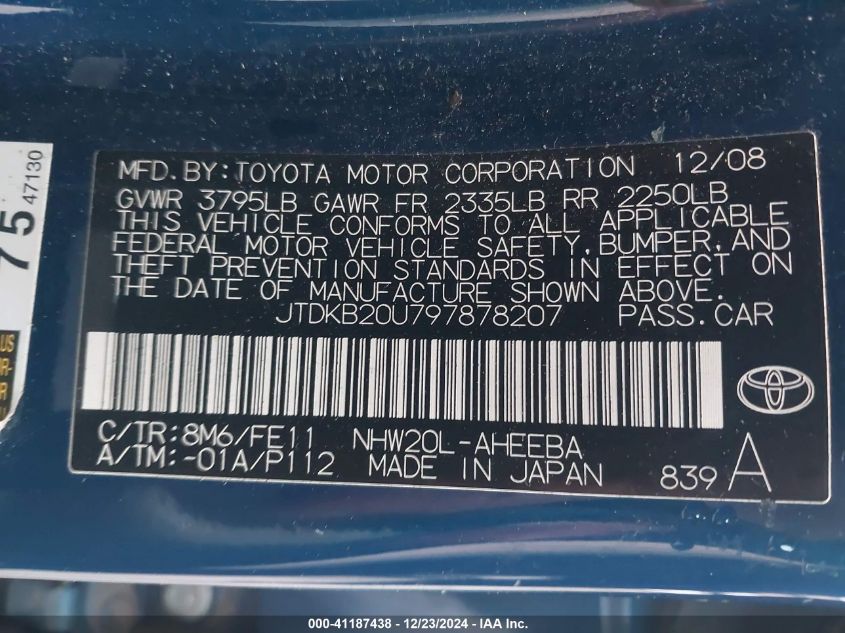 MFD.BY:TOYOTA MOTOR CORPORATION 12/08
GVWR 3795LB GAWR FR 2335LB RR 2250LB
THIS VEHICLE CONFORMS TO ALL APPLICABLE
FEDERAL MOTOR VEHICLE SAFETY,BUMPER,AND
THEFT PREVENTION STANDARDS IN EFFECT ON
THE DATE OF MANUFACTURE SHOWN ABOVE.
JTDKB20U797878207 PASS.CAR
C/TR:8M6/FE11 NHW20L-AHEEBA
A/TM:-01A/P112 MADE IN JAPAN 839 A
75
47130
US
000-41187438 - 12/23/2024 - IAA Inc.